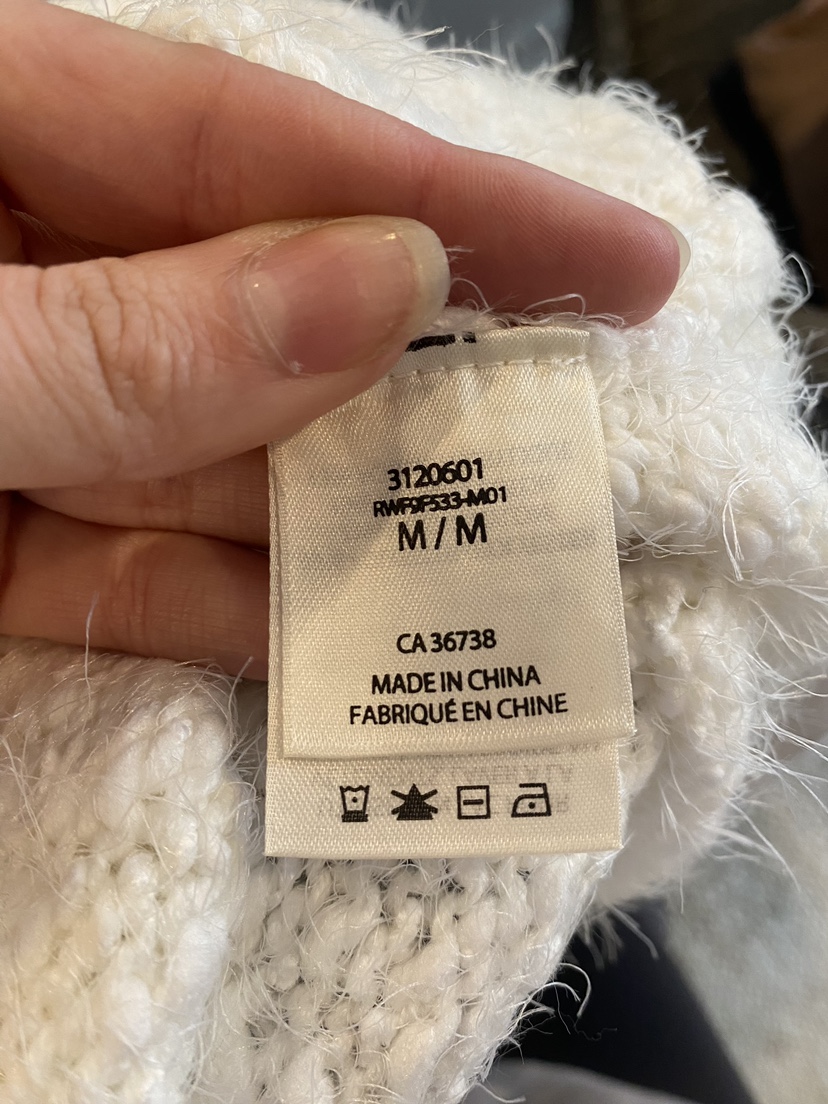 3120601
RWF9F533-M01
M / M
CA 36738
MADE IN CHINA
FABRIQUÉ EN CHINE